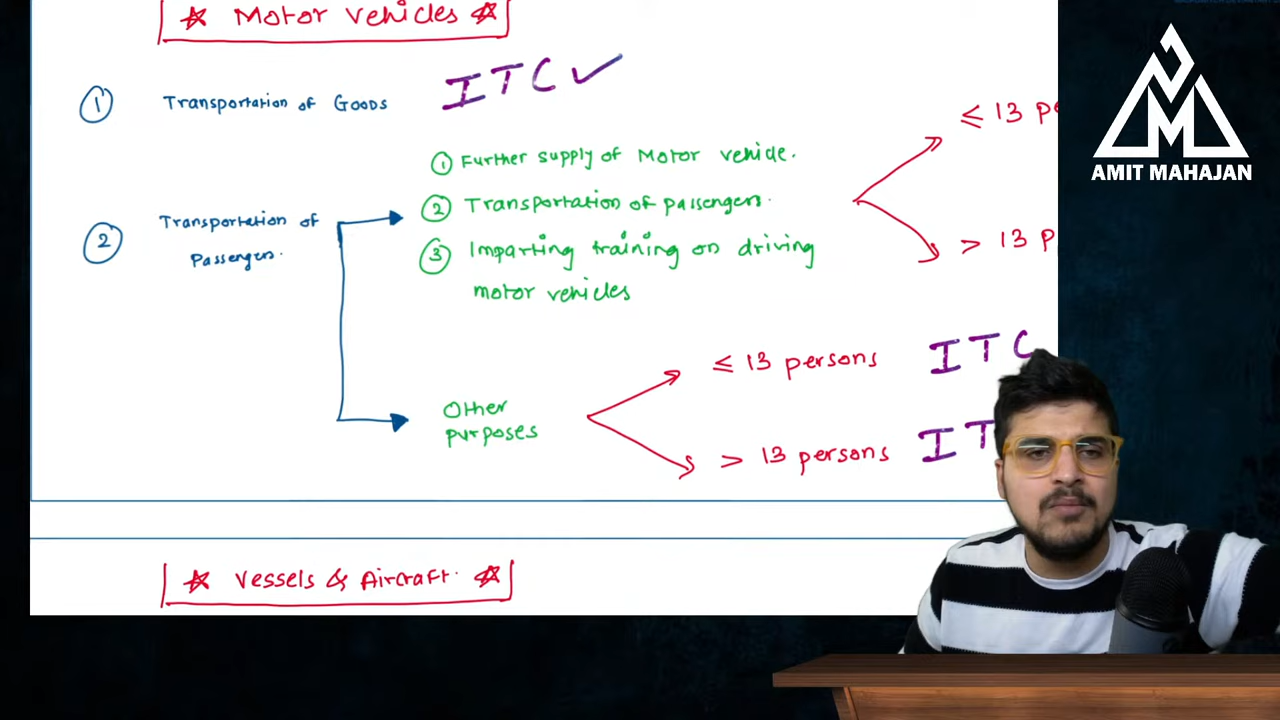 ☆ Motor vehicles ☆
① Transportation of Goods ITC ✓
② Transportation of
Passengers.
① Further supply of Motor vehicle.
② Transportation of passengers.
③ Imparting training on driving
motor vehicles
≤ 13 pe
> 13 p
Other
purposes
≤ 13 persons ITC
> 13 persons IT
☆ Vessels & Aircraft. ☆
AMIT MAHAJAN